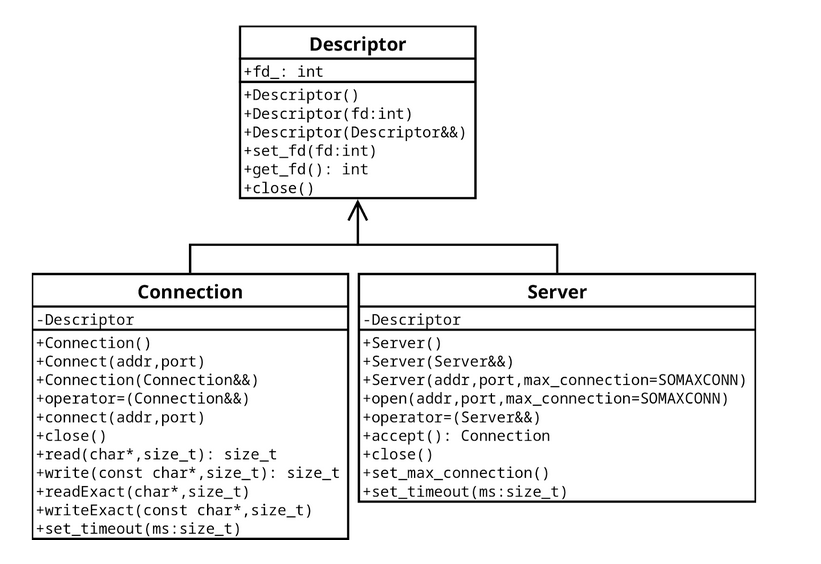 Descriptor
+fd_: int
+Descriptor()
+Descriptor(fd:int)
+Descriptor(Descriptor&&)
+set_fd(fd:int)
+get_fd(): int
+close()
Connection
-Descriptor
+Connection()
+Connect(addr,port)
+Connection(Connection&&)
+operator=(Connection&&)
+connect(addr,port)
+close()
+read(char*,size_t): size_t
+write(const char*,size_t): size_t
+readExact(char*,size_t)
+writeExact(const char*,size_t)
+set_timeout(ms:size_t)
Server
-Descriptor
+Server()
+Server(Server&&)
+Server(addr,port,max_connection=SOMAXCONN)
+open(addr,port,max_connection=SOMAXCONN)
+operator=(Server&&)
+accept(): Connection
+close()
+set_max_connection()
+set_timeout(ms:size_t)